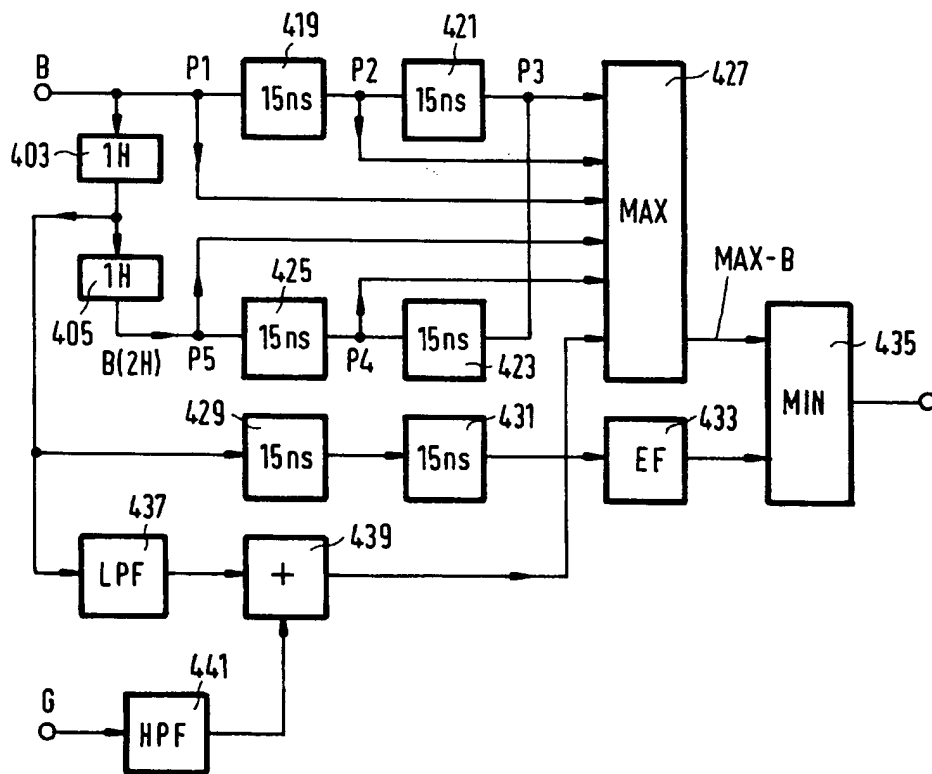 419
421
B
P1
P2
P3
427
15ns
15ns
403
1H
MAX
1H
425
MAX-B
405
15ns
15ns
435
B(2H)
P5
P4
423
MIN
429
431
433
15ns
15ns
EF
437
439
LPF
+
441
G
HPF